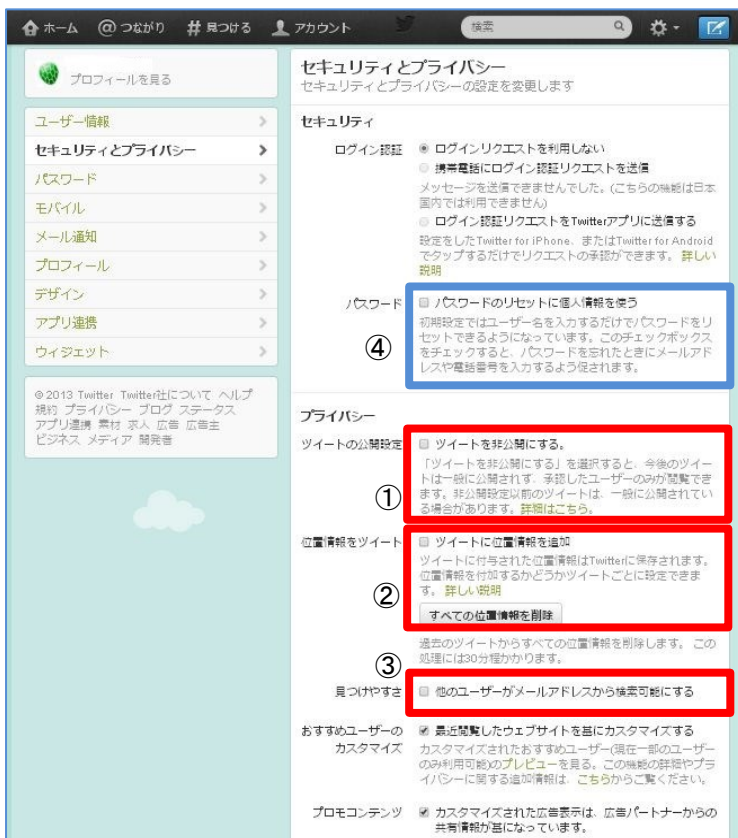 ホーム @ つながり # 見つける アカウント 検索
プロフィールを見る
ユーザー情報
セキュリティとプライバシー
パスワード
モバイル
メール通知
プロフィール
デザイン
アプリ連携
ウィジェット
© 2013 Twitter Twitter社について ヘルプ
規約 プライバシー ブログ ステータス
アプリ連携 素材 求人 広告 広告主
ビジネス メディア 開発者
セキュリティとプライバシー
セキュリティとプライバシーの設定を変更します
セキュリティ
ログイン認証 ログインリクエストを利用しない
携帯電話にログイン認証リクエストを送信
メッセージを送信できませんでした。(こちらの機能は日本
国内では利用できません)
ログイン認証リクエストをTwitterアプリに送信する
設定をしたTwitter for iPhone、またはTwitter for Android
でタップするだけでリクエストの承認ができます。 詳しい
説明
パスワード パスワードのリセットに個人情報を使う
初期設定ではユーザー名を入力するだけでパスワードをリ
セットできるようになっています。このチェックボックス
をチェックすると、パスワードを忘れたときにメールアド
レスや電話番号を入力するよう促されます。
④
プライバシー
ツイートの公開設定 ツイートを非公開にする。
「ツイートを非公開にする」を選択すると、今後のツイー
トは一般に公開されず、承認したユーザーのみが閲覧でき
ます。非公開設定以前のツイートは、一般に公開されてい
る場合があります。詳細はこちら。
①
位置情報をツイート ツイートに位置情報を追加
ツイートに付与された位置情報はTwitterに保存されます。
位置情報を付加するかどうかツイートごとに設定できま
す。 詳しい説明
②
すべての位置情報を削除
過去のツイートからすべての位置情報を削除します。 この
処理には30分程かかります。
③
見つけやすさ 他のユーザーがメールアドレスから検索可能にする
おすすめユーザーの 最近閲覧したウェブサイトを基にカスタマイズする
カスタマイズ カスタマイズされたおすすめユーザー(現在一部のユーザー
のみ利用可能)のプレビューを見る。この機能の詳細やプラ
イバシーに関する追加情報は、こちらからご覧ください。
プロモコンテンツ カスタマイズされた広告表示は、広告パートナーからの
共有情報が基になっています。